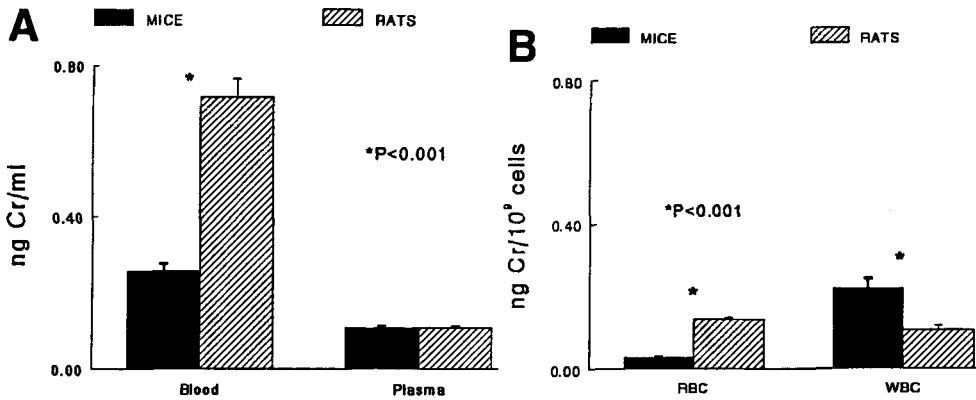 A
MICE
RATS
ng Cr/ml
0.80
0.40
0.00
*
*P<0.001
Blood
Plasma
B
MICE
RATS
ng Cr/10⁹ cells
0.80
0.40
0.00
*P<0.001
*
*
RBC
WBC